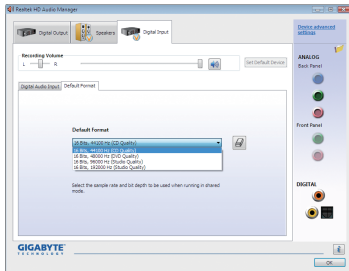 Realtek HD Audio Manager
Digital Output
Speakers
Digital Input
Device advanced
settings
Recording Volume
L
R
Set Default Device
ANALOG
Back Panel
Digital Audio Input
Default Format
Default Format
16 Bits, 44100 Hz (CD Quality)
16 Bits, 44100 Hz (CD Quality)
16 Bits, 48000 Hz (DVD Quality)
16 Bits, 96000 Hz (Studio Quality)
16 Bits, 192000 Hz (Studio Quality)
Select the sample rate and bit depth to be used when running in shared
mode.
Front Panel
DIGITAL
GIGABYTE™
TECHNOLOGY
i
OK